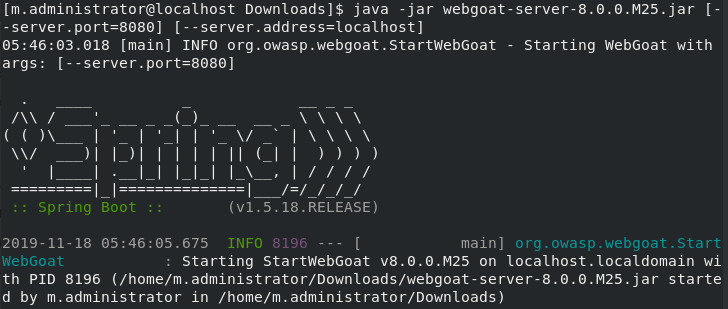 [m.administrator@localhost Downloads]$ java -jar webgoat-server-8.0.0.M25.jar [-
-server.port=8080] [--server.address=localhost]
05:46:03.018 [main] INFO org.owasp.webgoat.StartWebGoat - Starting WebGoat with
args: [--server.port=8080]

  .   ____          _            __ _ _
 /\\ / ___'_ __ _ _(_)_ __  __ _ \ \ \ \
( ( )\___ | '_ | '_| | '_ \/ _` | \ \ \ \
 \\/  ___)| |_)| | | | | || (_| |  ) ) ) )
  '  |____| .__|_| |_|_| |_\__, | / / / /
 =========|_|==============|___/=/_/_/_/
 :: Spring Boot ::       (v1.5.18.RELEASE)

2019-11-18 05:46:05.675  INFO 8196 --- [           main] org.owasp.webgoat.Start
WebGoat           : Starting StartWebGoat v8.0.0.M25 on localhost.localdomain wi
th PID 8196 (/home/m.administrator/Downloads/webgoat-server-8.0.0.M25.jar starte
d by m.administrator in /home/m.administrator/Downloads)